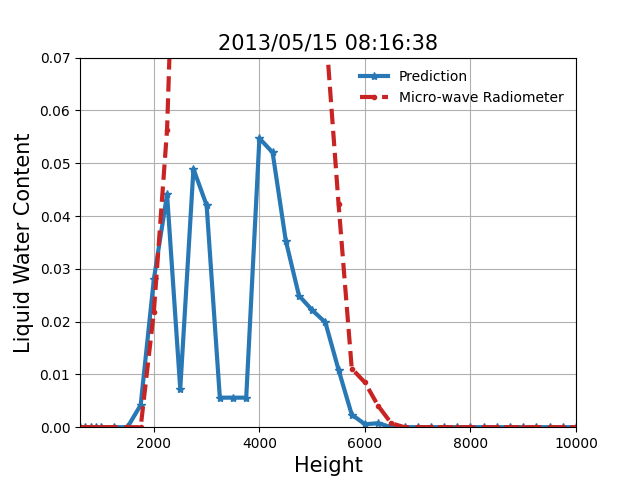 2013/05/15 08:16:38
0.07
0.06
0.05
0.04
0.03
0.02
0.01
0.00
Liquid Water Content
Prediction
Micro-wave Radiometer
2000 4000 6000 8000 10000
Height